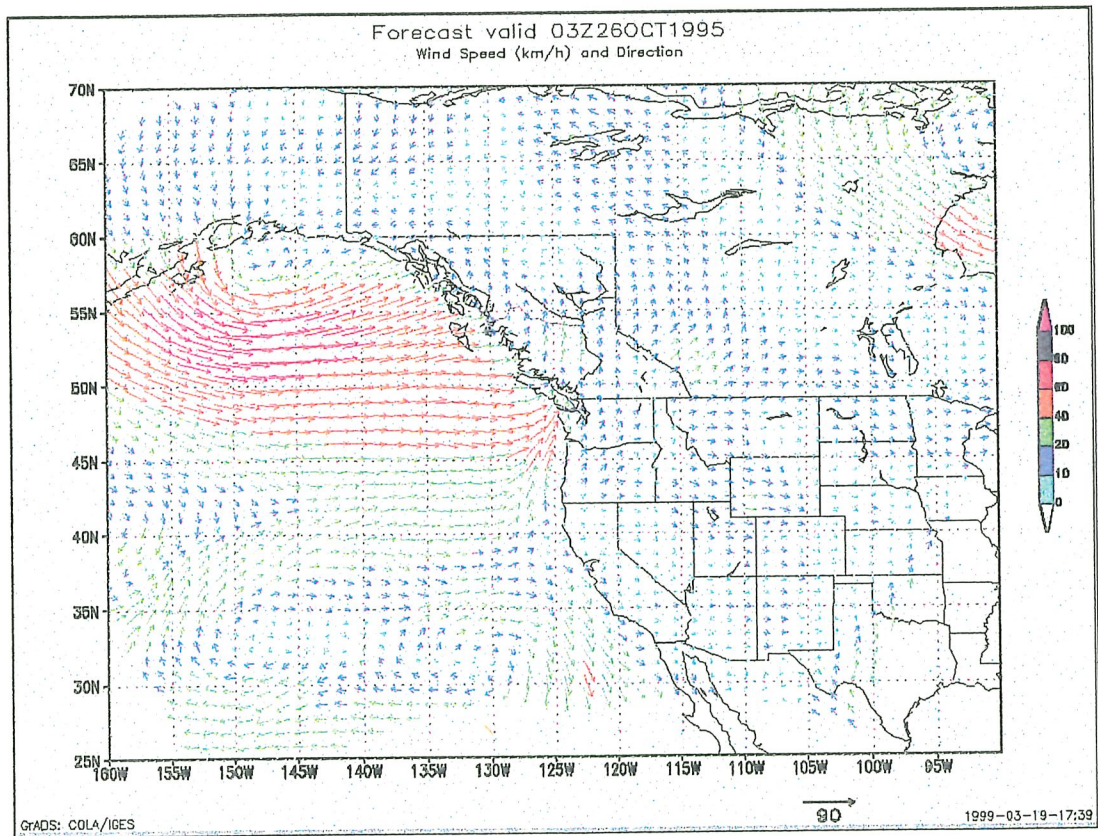 Forecast valid 03Z26OCT1995
Wind Speed (km/h) and Direction
70N
65N
60N
55N
50N
45N
40N
35N
30N
25N
160W 155W 150W 145W 140W 135W 130W 125W 120W 115W 110W 105W 100W 95W
100
80
60
40
20
10
0
90
GrADS: COLA/IGES
1999-03-19-17:39